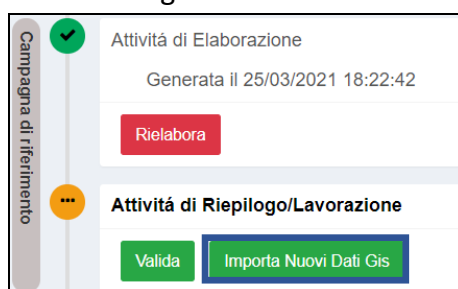 Campagna di riferimento
Attivitá di Elaborazione
Generata il 25/03/2021 18:22:42
Rielabora
Attivitá di Riepilogo/Lavorazione
Valida
Importa Nuovi Dati Gis